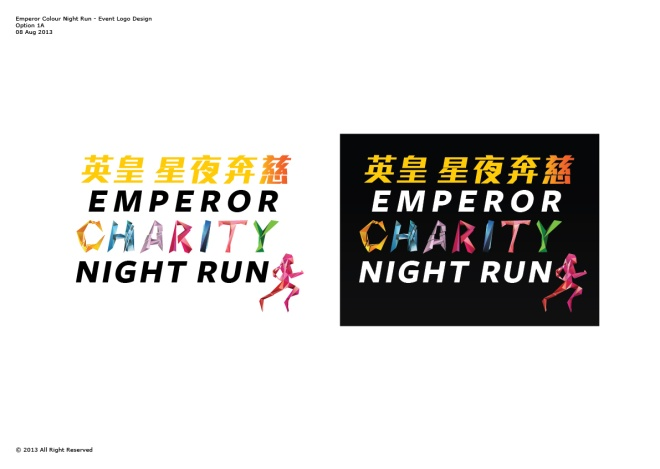 Emperor Colour Night Run - Event Logo Design
Option 1A
08 Aug 2013
英皇 星夜奔慈
EMPEROR
CHARITY
NIGHT RUN
英皇 星夜奔慈
EMPEROR
CHARITY
NIGHT RUN
© 2013 All Right Reserved